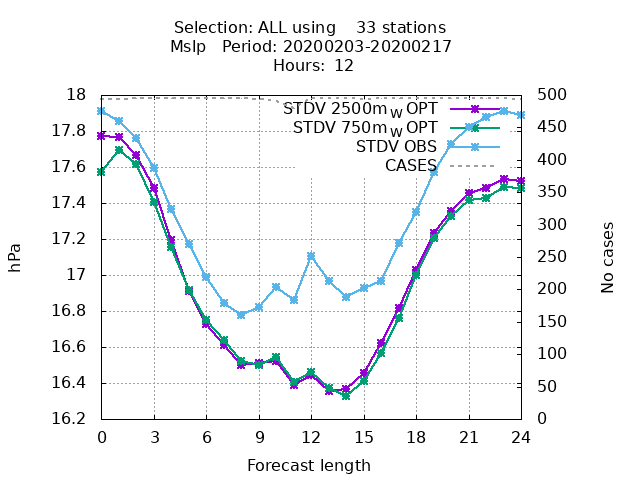 Selection: ALL using    33 stations
Mslp   Period: 20200203-20200217
Hours:  12
STDV 2500m_W OPT
STDV 750m_W OPT
STDV OBS
CASES
hPa
18
17.8
17.6
17.4
17.2
17
16.8
16.6
16.4
16.2
500
450
400
350
300
250
200
150
100
50
0
No cases
0 3 6 9 12 15 18 21 24
Forecast length